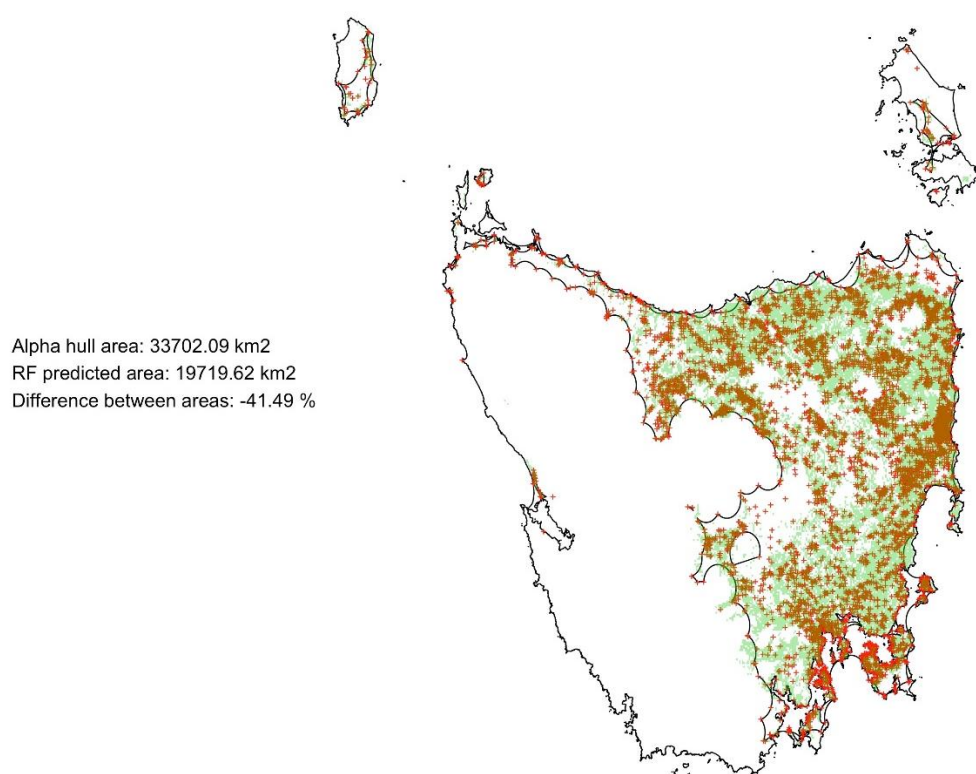 Alpha hull area: 33702.09 km2
RF predicted area: 19719.62 km2
Difference between areas: -41.49 %